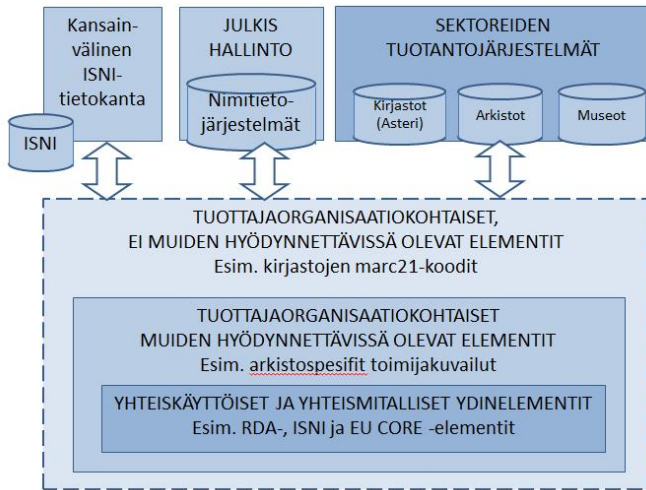 Kansain-
välinen
ISNI-
tietokanta
ISNI
JULKIS
HALLINTO
Nimitieto-
järjestelmät
SEKTOREIDEN
TUOTANTOJÄRJESTELMÄT
Kirjastot
(Asteri)
Arkistot
Museot
TUOTTAJAORGANISAATIOKOHTAISET,
EI MUIDEN HYÖDYNNETTÄVISSÄ OLEVAT ELEMENTIT
Esim. kirjastojen marc21-koodit
TUOTTAJAORGANISAATIOKOHTAISET
MUIDEN HYÖDYNNETTÄVISSÄ OLEVAT ELEMENTIT
Esim. arkistospesifit toimijakuvailut
YHTEISKÄYTTÖISET JA YHTEISMITALLISET YDINELEMENTIT
Esim. RDA-, ISNI ja EU CORE -elementit